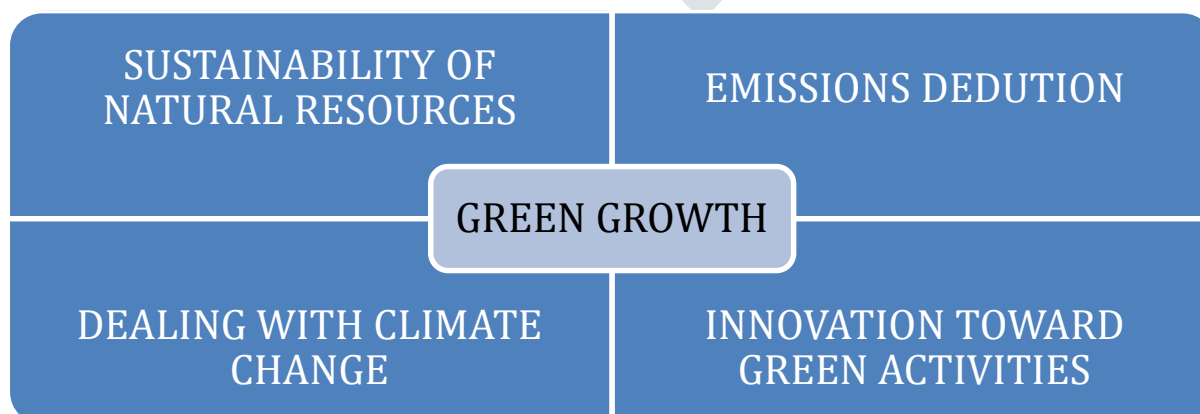 SUSTAINABILITY OF
NATURAL RESOURCES
EMISSIONS DEDUTION
GREEN GROWTH
DEALING WITH CLIMATE
CHANGE
INNOVATION TOWARD
GREEN ACTIVITIES